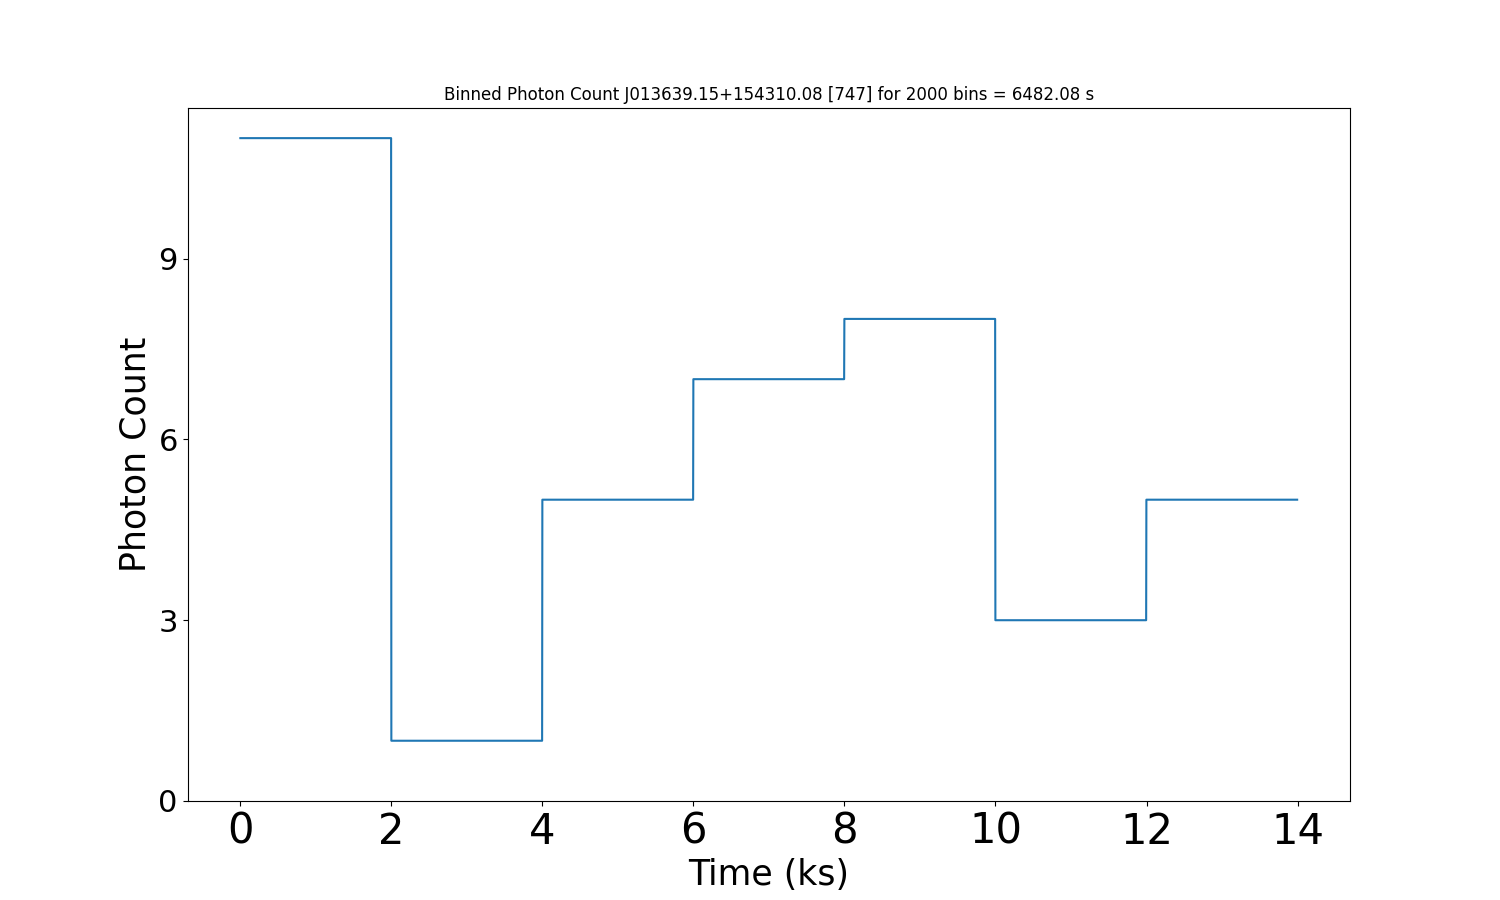 Binned Photon Count J013639.15+154310.08 [747] for 2000 bins = 6482.08 s
9
6
3
0
Photon Count
0 2 4 6 8 10 12 14
Time (ks)